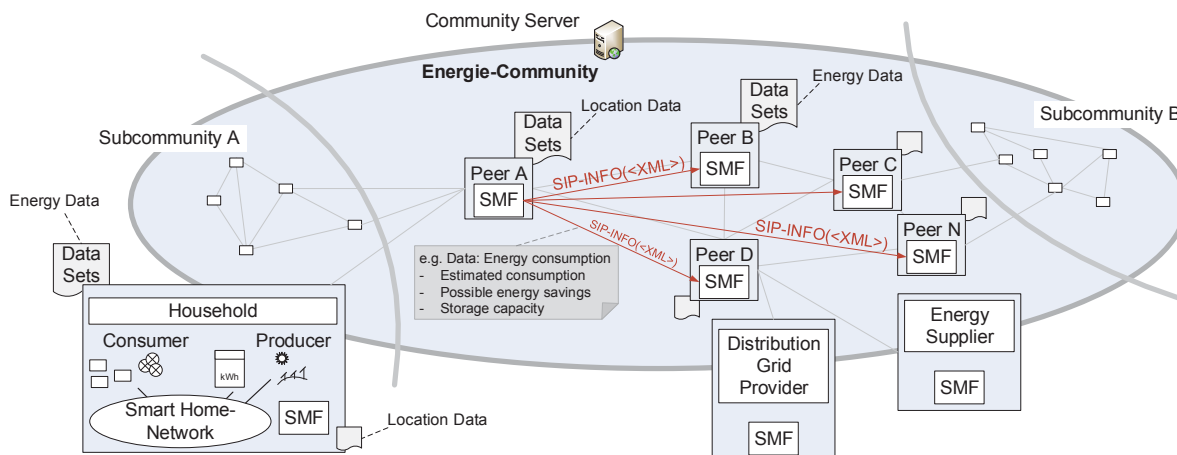 Community Server
Energie-Community
Energy Data
Data
Sets
Location Data
Data
Sets
Subcommunity A
Subcommunity B
Peer B
SMF
Peer A
SMF
Peer C
SMF
SIP-INFO(<XML>)
SIP-INFO(<XML>)
SIP-INFO(<XML>)
Peer N
SMF
Peer D
SMF
Energy Data
Data
Sets
e.g. Data: Energy consumption
- Estimated consumption
- Possible energy savings
- Storage capacity
Household
Consumer
Producer
kWh
Smart Home-
Network
SMF
Location Data
Distribution
Grid
Provider
SMF
Energy
Supplier
SMF